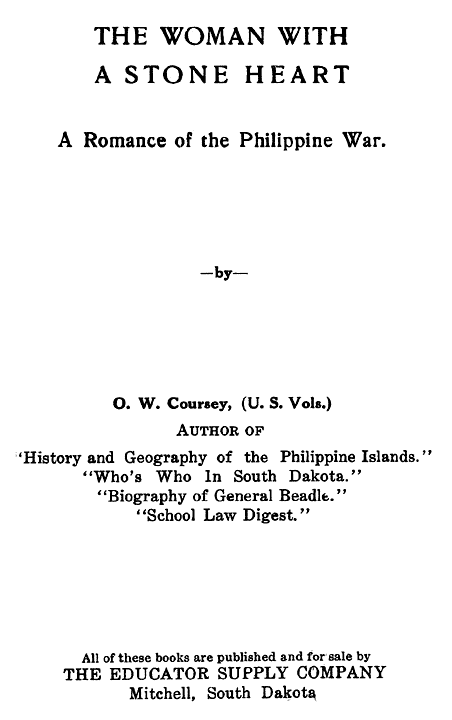 THE WOMAN WITH
A STONE HEART
A Romance of the Philippine War.
—by—
O. W. Coursey, (U. S. Vols.)
AUTHOR OF
'History and Geography of the Philippine Islands."
"Who's Who In South Dakota."
"Biography of General Beadle."
"School Law Digest."
All of these books are published and for sale by
THE EDUCATOR SUPPLY COMPANY
Mitchell, South Dakota